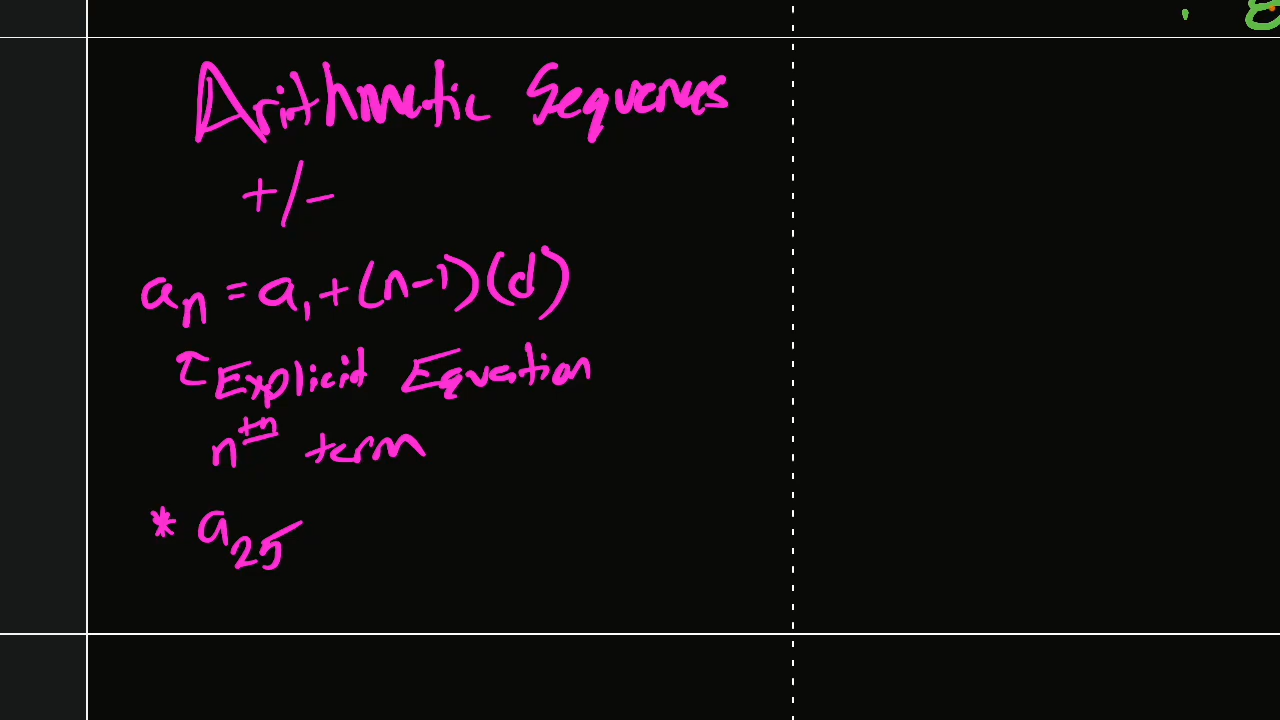 Arithmetic Sequences
+/-
aₙ = a₁ + (n-1)(d)
Explicit Equation
nᵗʰ term
* a₂₅